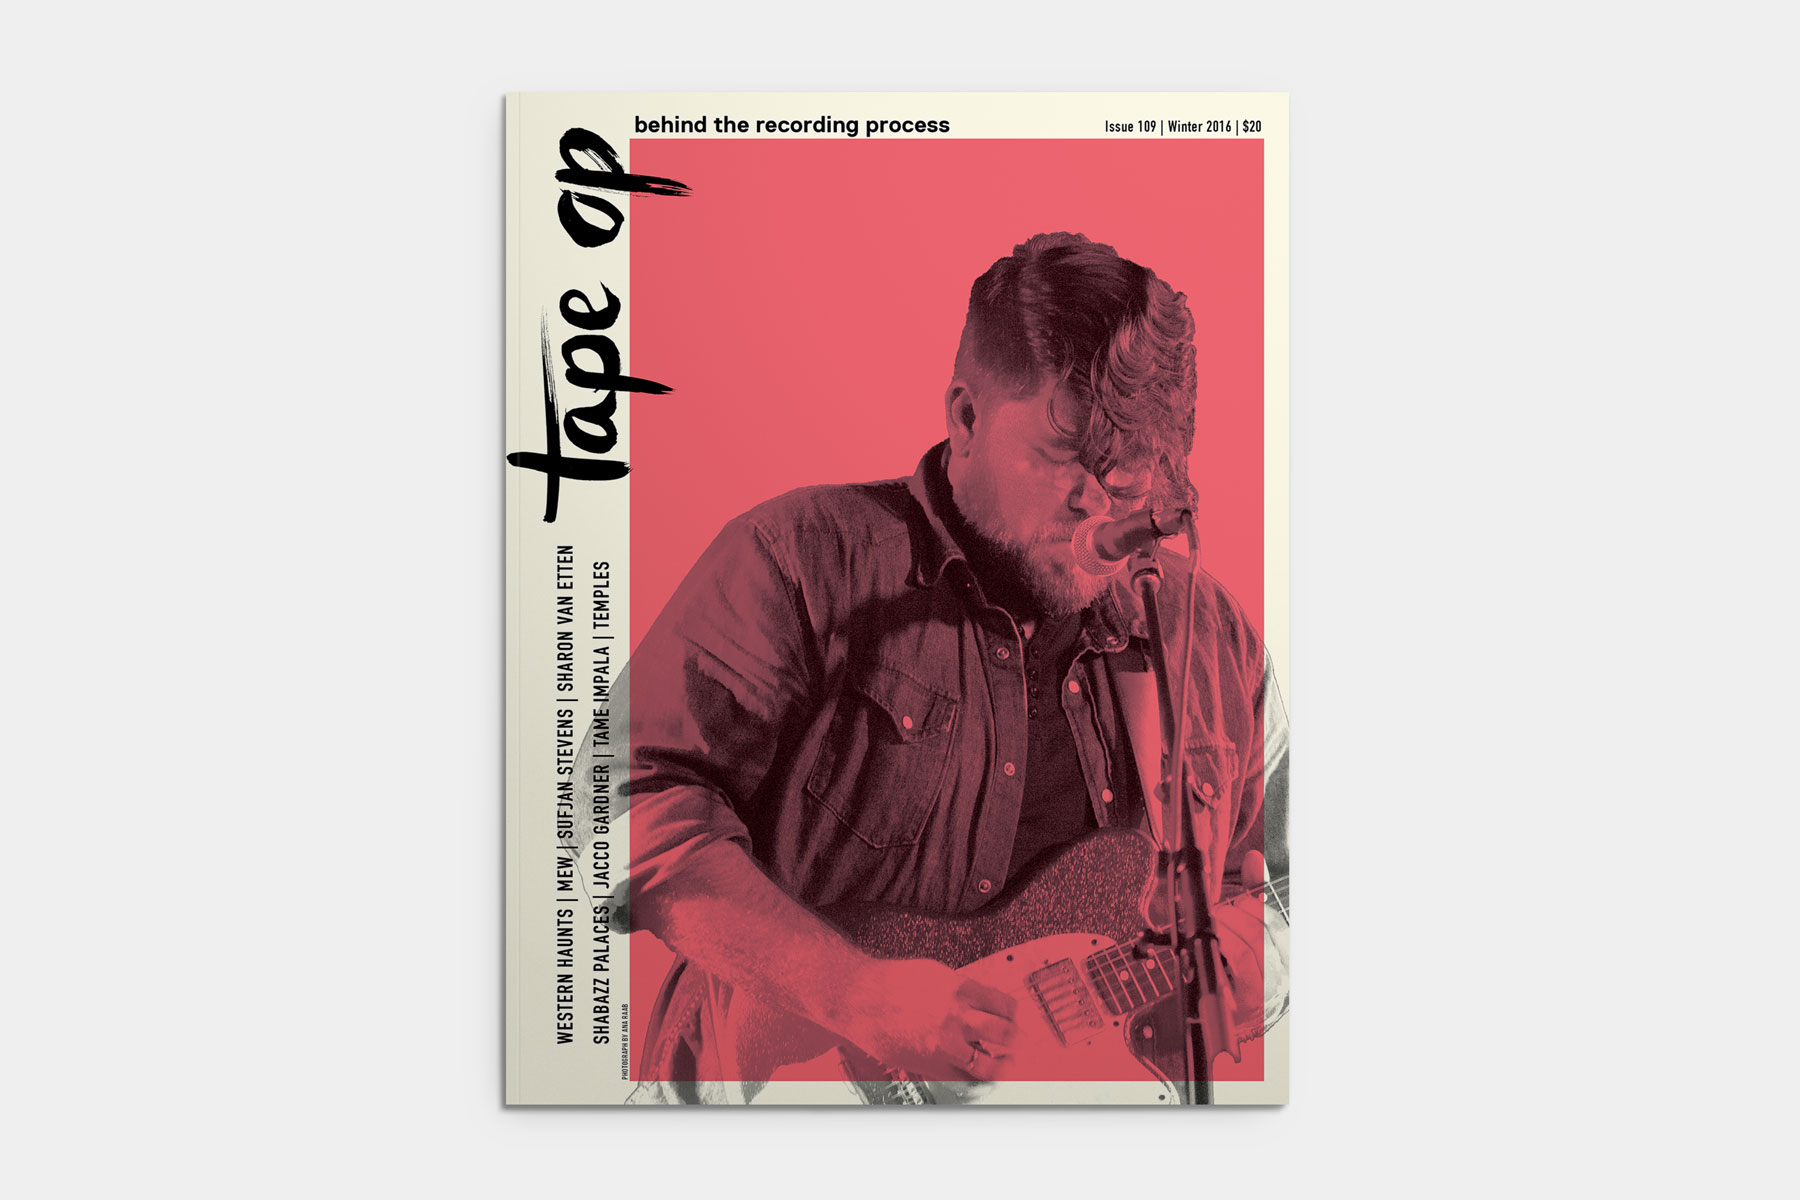 behind the recording process
Issue 109 | Winter 2016 | $20
tape op
WESTERN HAUNTS | MEW | SUFJAN STEVENS | SHARON VAN ETTEN
SHABAZZ PALACES | JACCO GARDNER | TAME IMPALA | TEMPLES
PHOTOGRAPH BY ANA RAAB